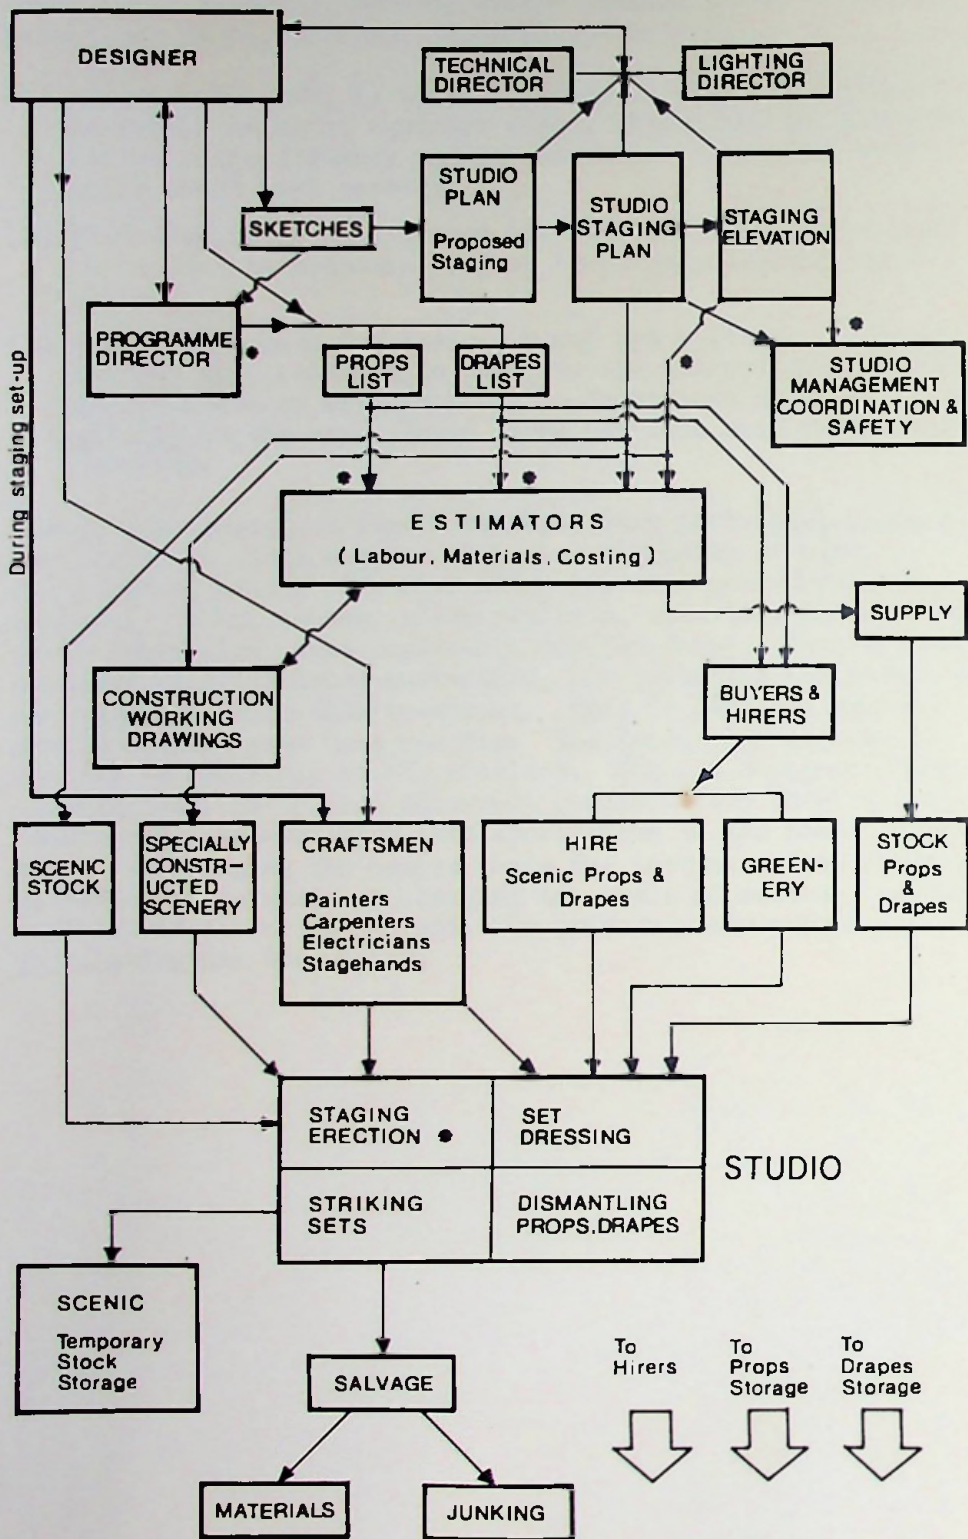 DESIGNER
TECHNICAL
DIRECTOR
LIGHTING
DIRECTOR
SKETCHES
STUDIO
PLAN
Proposed
Staging
STUDIO
STAGING
PLAN
STAGING
ELEVATION
PROGRAMME
DIRECTOR
PROPS
LIST
DRAPES
LIST
STUDIO
MANAGEMENT
COORDINATION &
SAFETY
During staging set-up
ESTIMATORS
(Labour, Materials, Costing)
SUPPLY
CONSTRUCTION
WORKING
DRAWINGS
BUYERS &
HIRERS
SCENIC
STOCK
SPECIALLY
CONSTR-
UCTED
SCENERY
CRAFTSMEN
Painters
Carpenters
Electricians
Stagehands
HIRE
Scenic Props &
Drapes
GREEN-
ERY
STOCK
Props
&
Drapes
STAGING
ERECTION
SET
DRESSING
STRIKING
SETS
DISMANTLING
PROPS, DRAPES
STUDIO
SCENIC
Temporary
Stock
Storage
SALVAGE
MATERIALS
JUNKING
To
Hirers
To
Props
Storage
To
Drapes
Storage